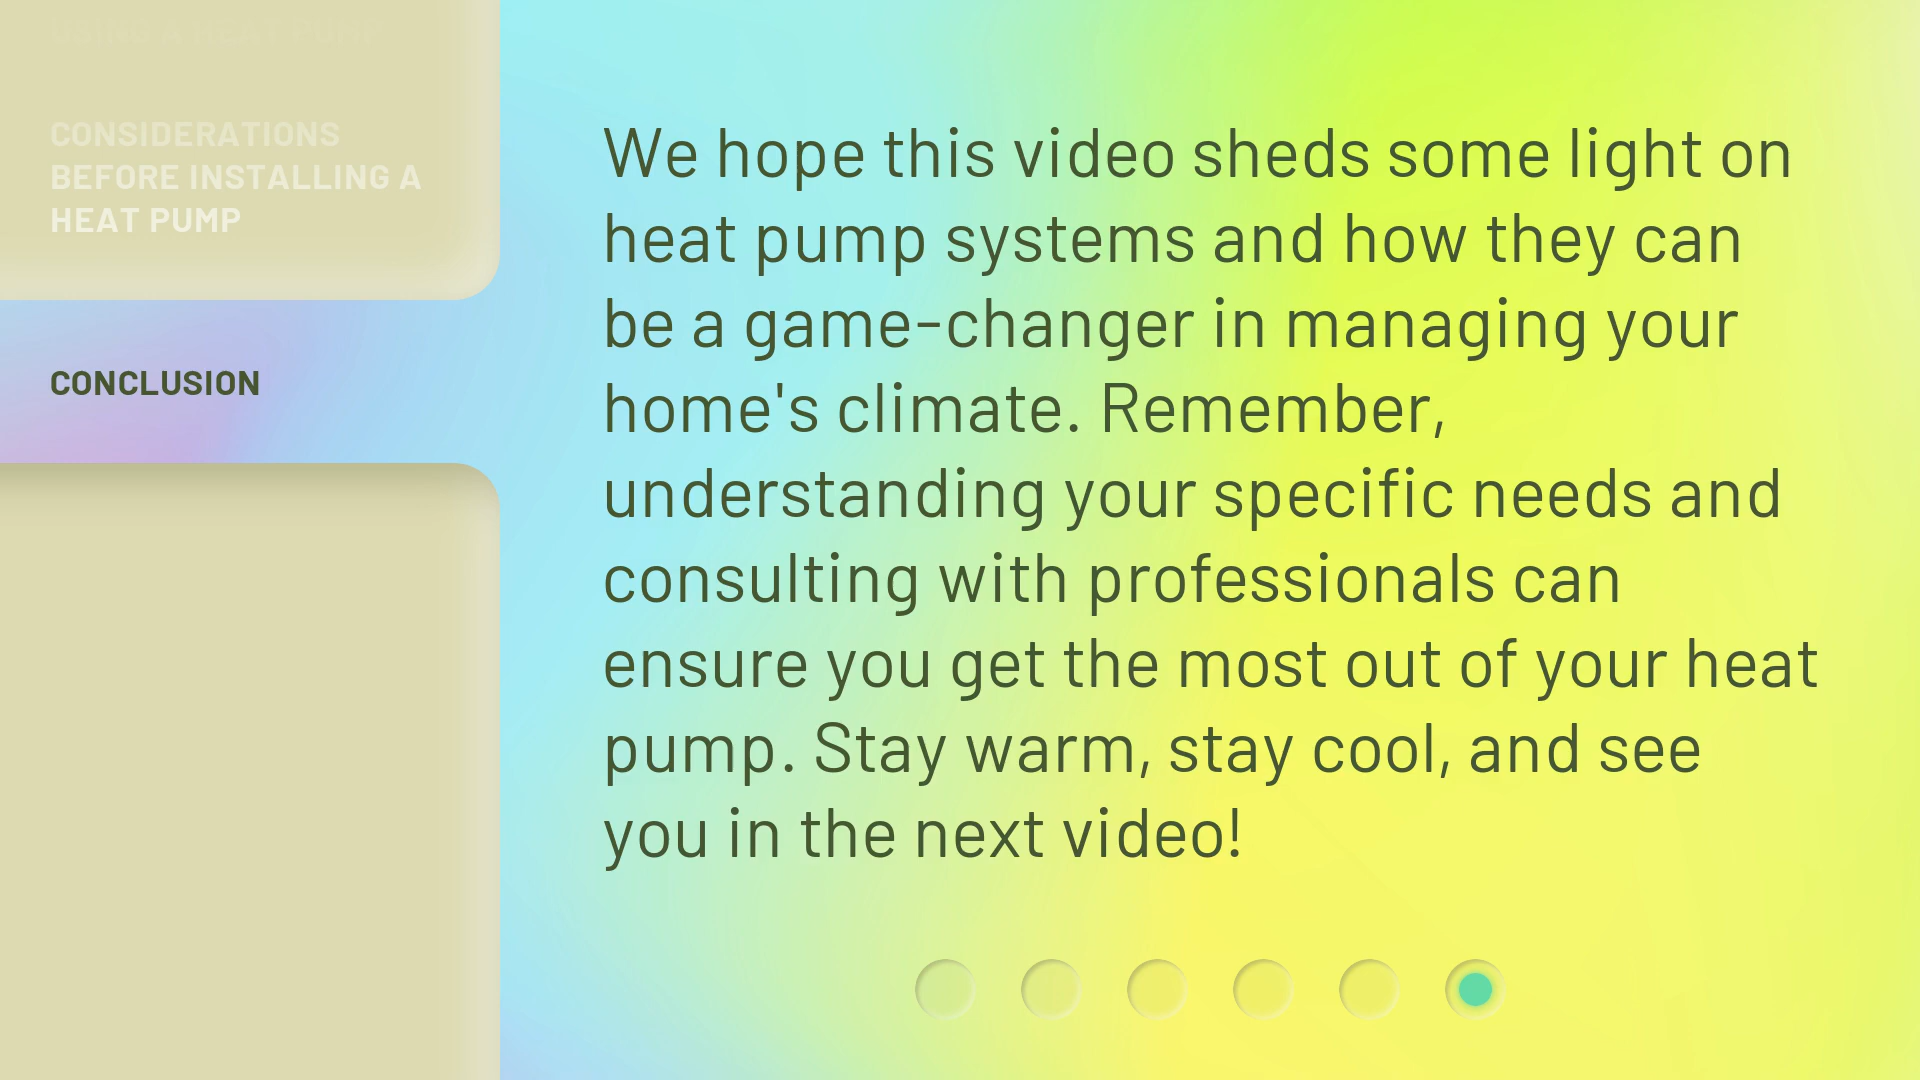 USING A HEAT PUMP
CONSIDERATIONS
BEFORE INSTALLING A
HEAT PUMP
CONCLUSION
We hope this video sheds some light on
heat pump systems and how they can
be a game-changer in managing your
home's climate. Remember,
understanding your specific needs and
consulting with professionals can
ensure you get the most out of your heat
pump. Stay warm, stay cool, and see
you in the next video!